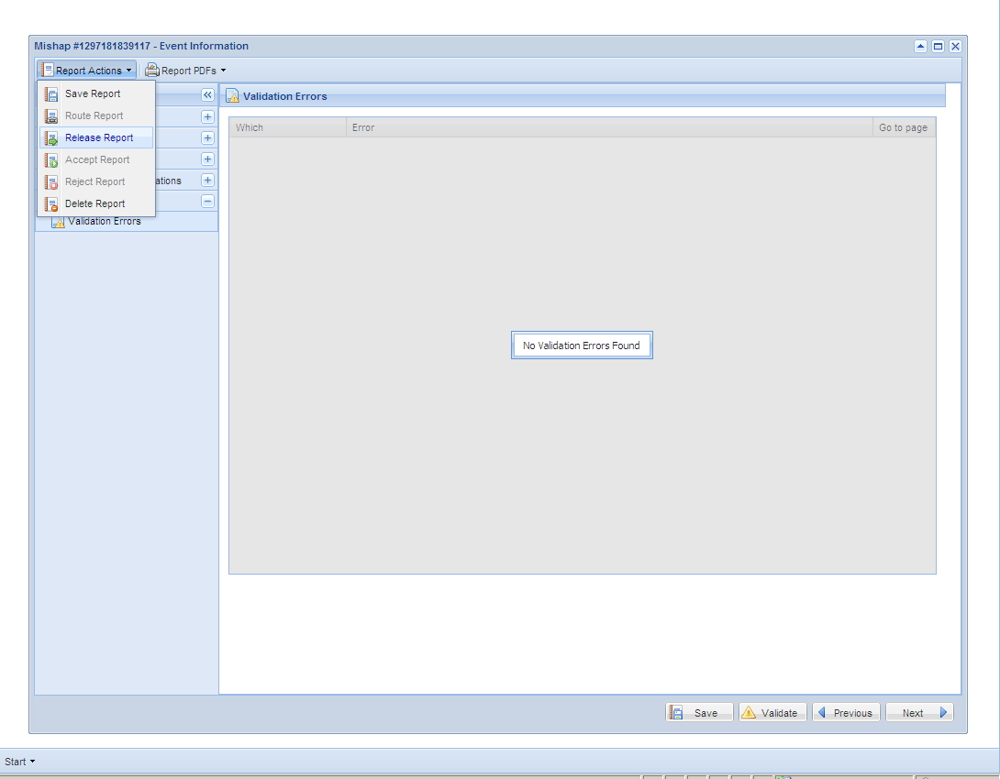 Mishap #1297181839117 - Event Information
Report Actions
Report PDFs
Save Report
Route Report
Release Report
Accept Report
Reject Report
Delete Report
ations
Validation Errors
Validation Errors
Which Error Go to page
No Validation Errors Found
Save Validate Previous Next
Start